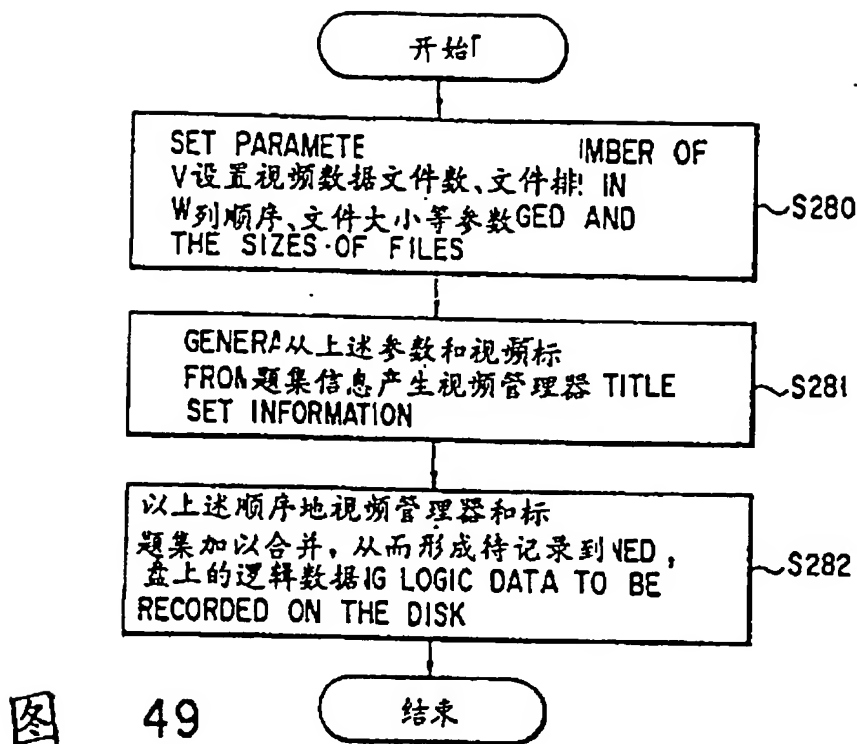 开始
SET PARAMETE IMBER OF
V设置视频数据文件数、文件排 IN
W列顺序、文件大小等参数GED AND
THE SIZES OF FILES
S280
GENERA从上述参数和视频标
FROM题集信息产生视频管理器 TITLE
SET INFORMATION
S281
以上述顺序地视频管理器和标
题集加以合并，从而形成待记录到NED,
盘上的逻辑数据NG LOGIC DATA TO BE
RECORDED ON THE DISK
S282
结束
图 49